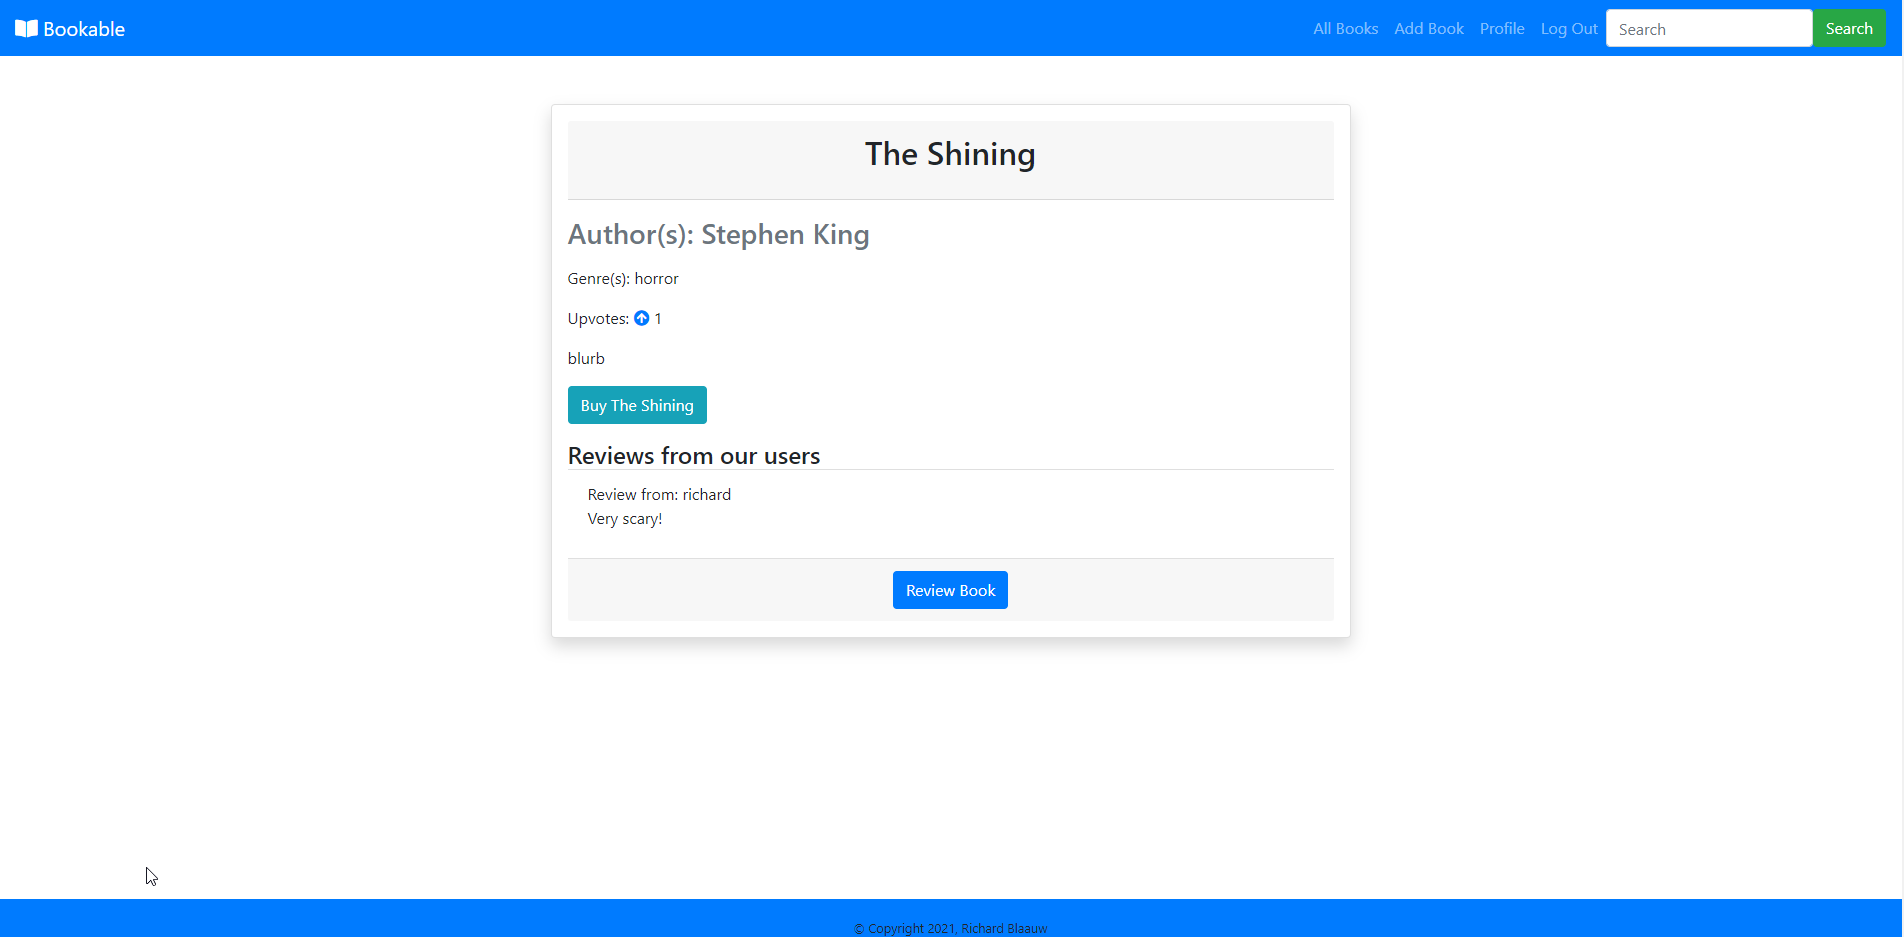 Bookable
All Books Add Book Profile Log Out Search Search
The Shining
Author(s): Stephen King
Genre(s): horror
Upvotes: 1
blurb
Buy The Shining
Reviews from our users
Review from: richard
Very scary!
Review Book
© Copyright 2021, Richard Blaauw